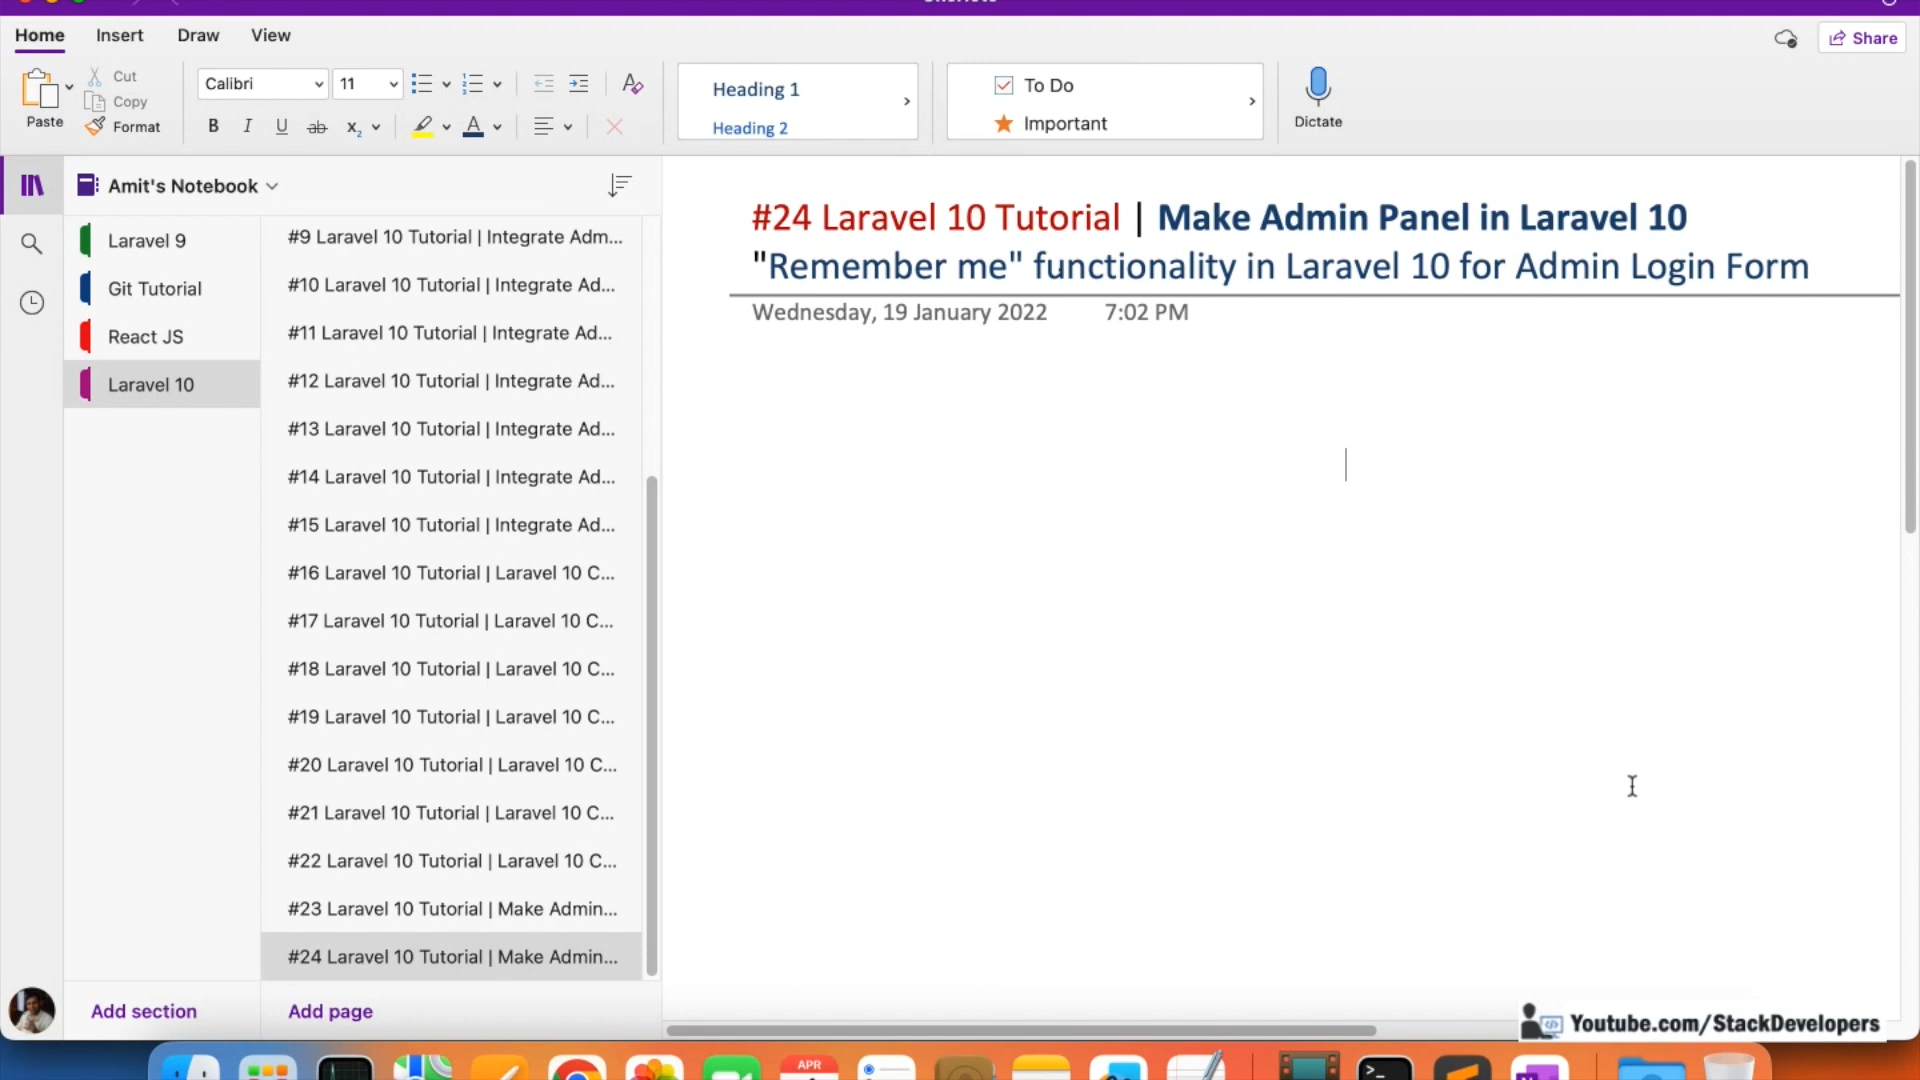 Home Insert Draw View
Share
Paste
Cut
Copy
Format
Calibri 11
Heading 1
Heading 2
To Do
Important
Dictate
Amit's Notebook
Laravel 9
Git Tutorial
React JS
Laravel 10
#9 Laravel 10 Tutorial | Integrate Adm...
#10 Laravel 10 Tutorial | Integrate Ad...
#11 Laravel 10 Tutorial | Integrate Ad...
#12 Laravel 10 Tutorial | Integrate Ad...
#13 Laravel 10 Tutorial | Integrate Ad...
#14 Laravel 10 Tutorial | Integrate Ad...
#15 Laravel 10 Tutorial | Integrate Ad...
#16 Laravel 10 Tutorial | Laravel 10 C...
#17 Laravel 10 Tutorial | Laravel 10 C...
#18 Laravel 10 Tutorial | Laravel 10 C...
#19 Laravel 10 Tutorial | Laravel 10 C...
#20 Laravel 10 Tutorial | Laravel 10 C...
#21 Laravel 10 Tutorial | Laravel 10 C...
#22 Laravel 10 Tutorial | Laravel 10 C...
#23 Laravel 10 Tutorial | Make Admin...
#24 Laravel 10 Tutorial | Make Admin...
Add section
Add page
#24 Laravel 10 Tutorial | Make Admin Panel in Laravel 10
"Remember me" functionality in Laravel 10 for Admin Login Form
Wednesday, 19 January 2022 7:02 PM
Youtube.com/StackDevelopers
APR